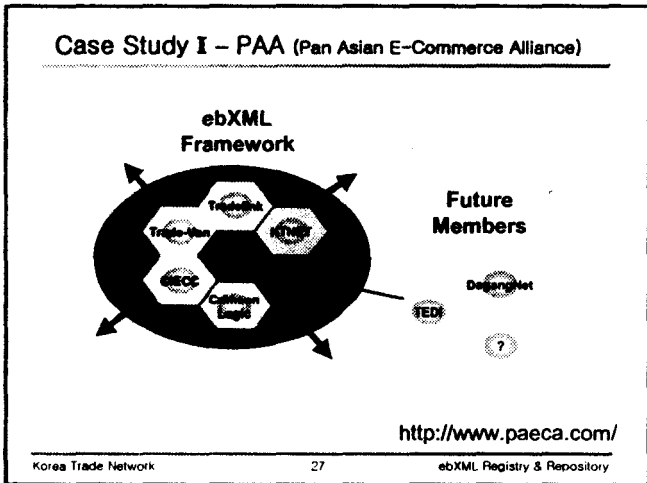 Case Study I – PAA (Pan Asian E-Commerce Alliance)
ebXML
Framework
Tradelink
Trade-Van
KTNET
CIECC
Future
Members
DagangNet
TEDI
?
http://www.paeca.com/
Korea Trade Network
27
ebXML Registry & Repository